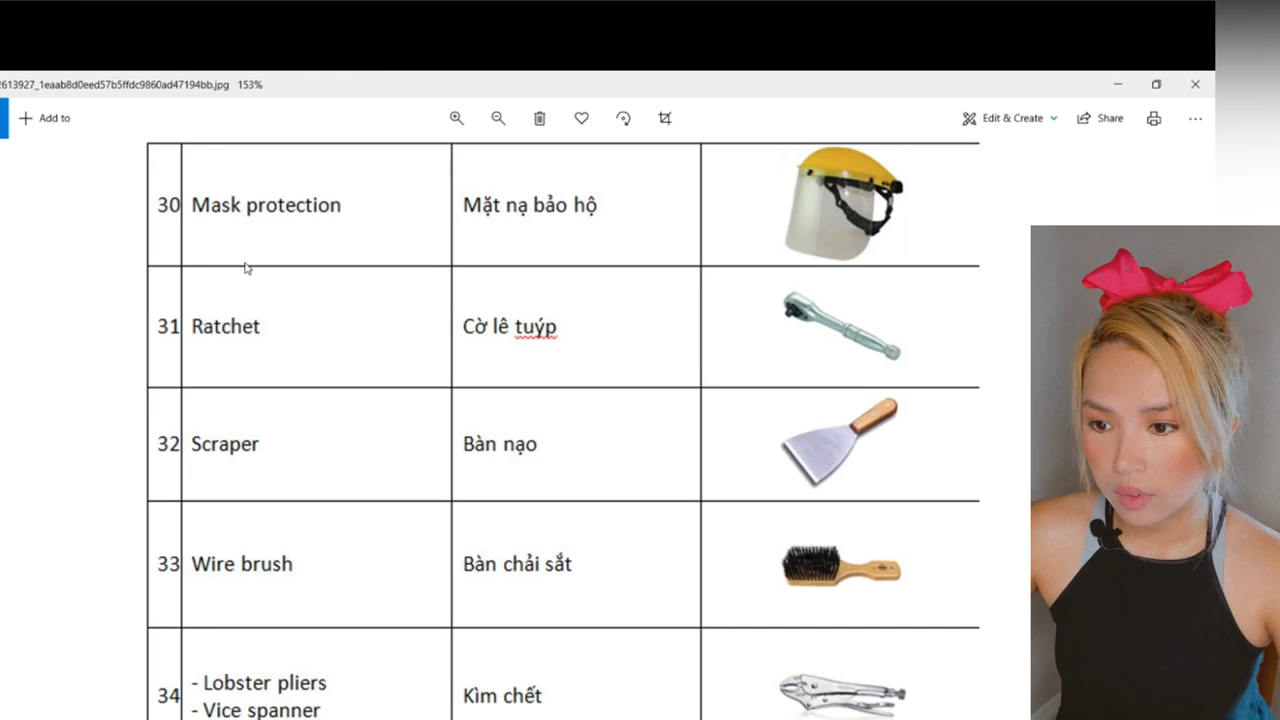 2613927_1eaab8d0eed57b5ffdc9860ad47194bb.jpg 153%
Add to
Edit & Create
Share
30 Mask protection Mặt nạ bảo hộ
31 Ratchet Cờ lê tuýp
32 Scraper Bàn nạo
33 Wire brush Bàn chải sắt
34 - Lobster pliers Kìm chết
- Vice spanner